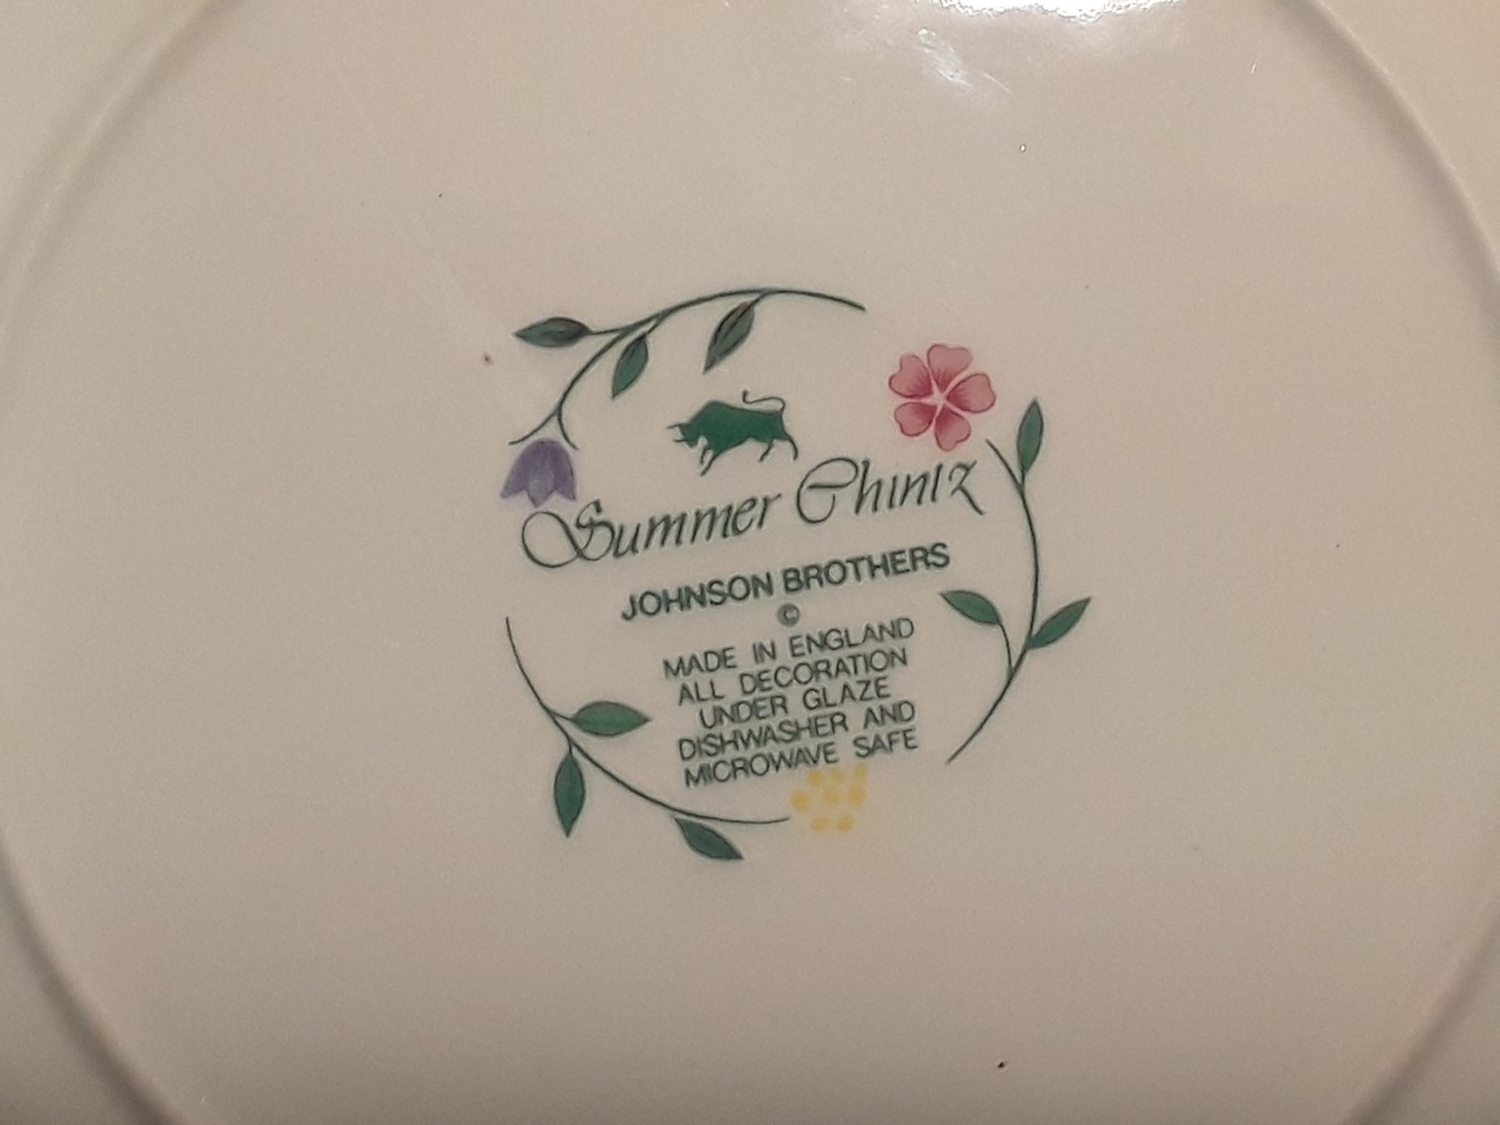 Summer Chintz
JOHNSON BROTHERS
©
MADE IN ENGLAND
ALL DECORATION
UNDER GLAZE
DISHWASHER AND
MICROWAVE SAFE